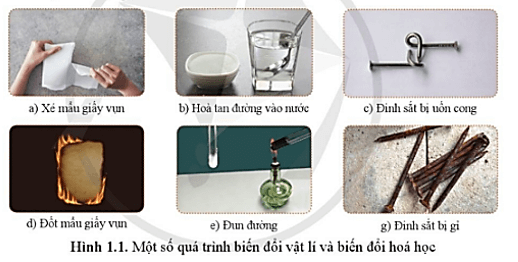 a) Xé mẩu giấy vụn
b) Hoà tan đường vào nước
c) Đinh sắt bị uốn cong
d) Đốt mẩu giấy vụn
e) Đun đường
g) Đinh sắt bị gỉ
Hình 1.1. Một số quá trình biến đổi vật lí và biến đổi hoá học